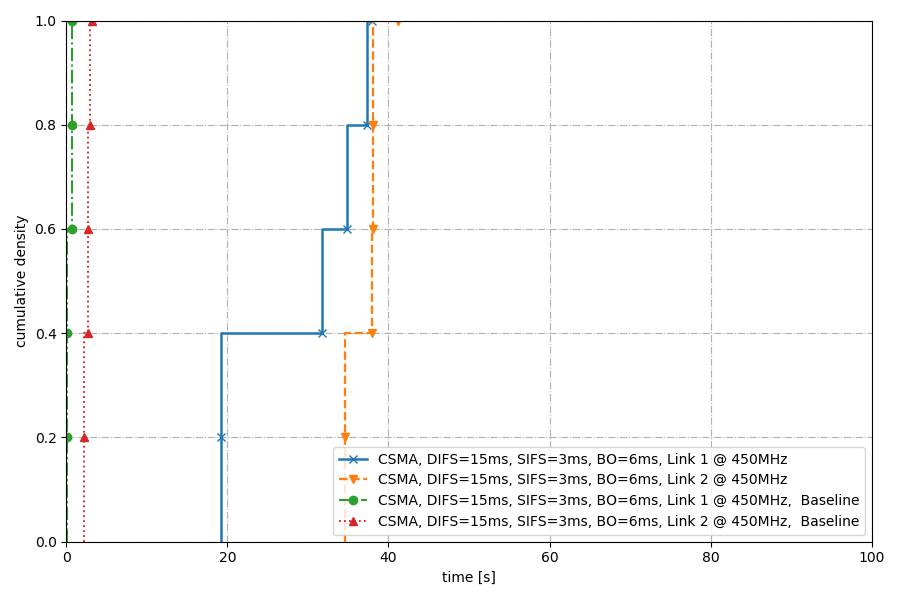 1.0
0.8
0.6
0.4
0.2
0.0
cumulative density
CSMA, DIFS=15ms, SIFS=3ms, BO=6ms, Link 1 @ 450MHz
CSMA, DIFS=15ms, SIFS=3ms, BO=6ms, Link 2 @ 450MHz
CSMA, DIFS=15ms, SIFS=3ms, BO=6ms, Link 1 @ 450MHz,  Baseline
CSMA, DIFS=15ms, SIFS=3ms, BO=6ms, Link 2 @ 450MHz,  Baseline
0 20 40 60 80 100
time [s]